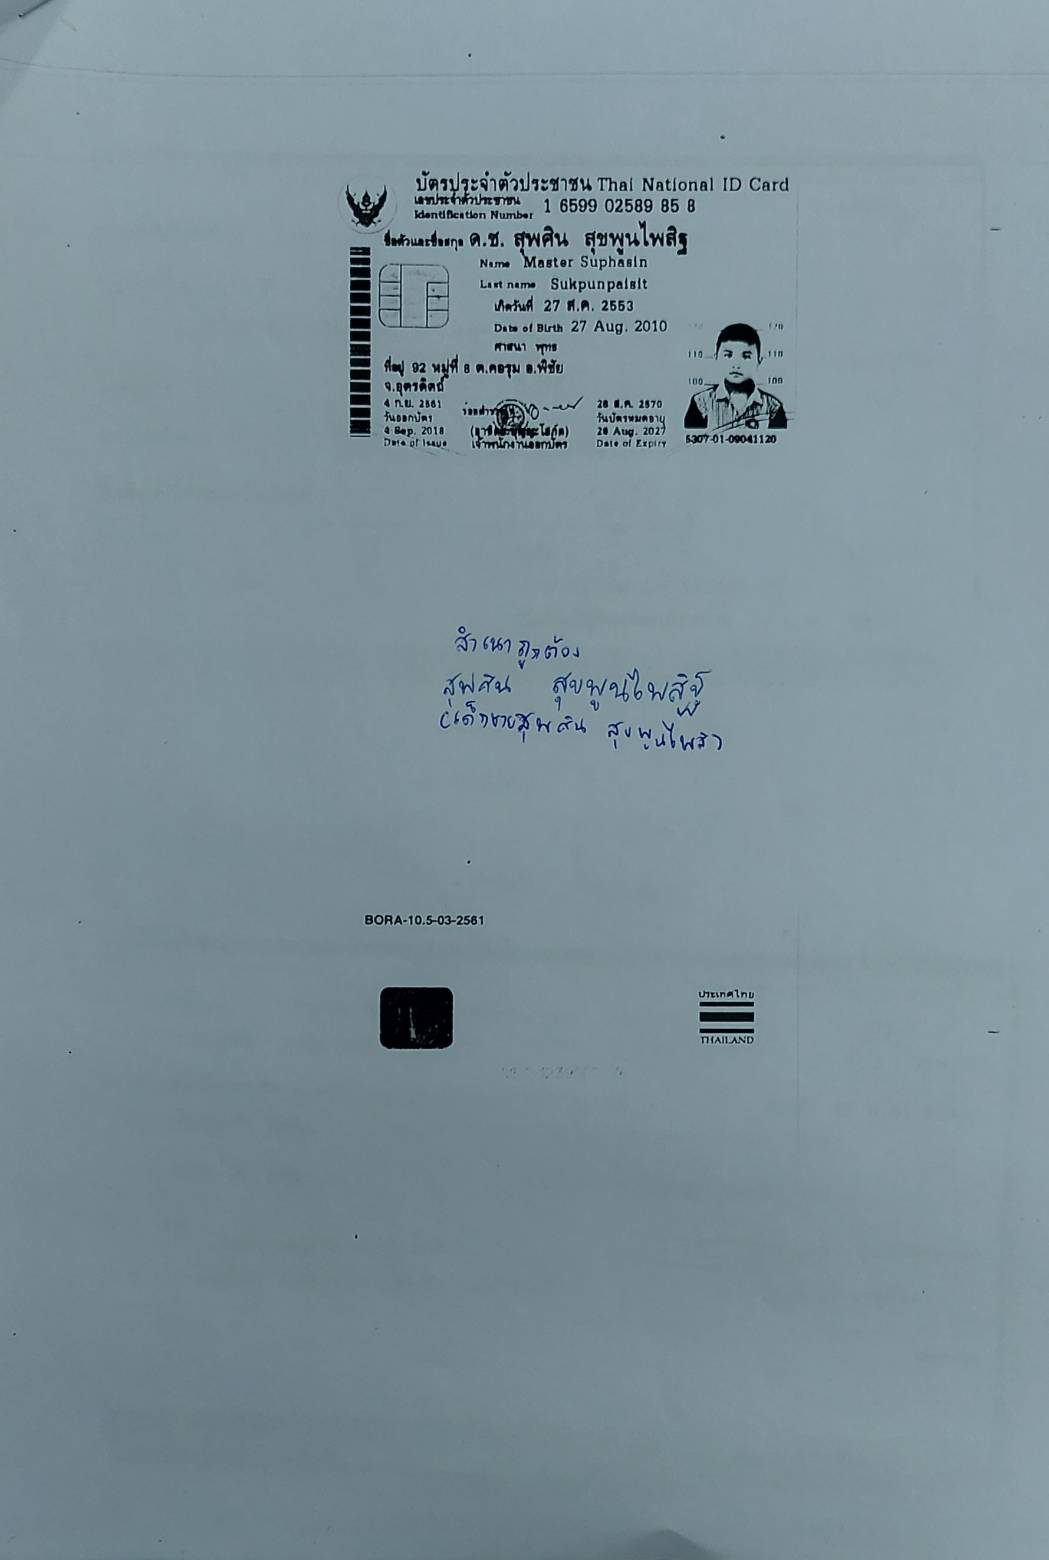 บัตรประจำตัวประชาชน Thai National ID Card
เลขประจำตัวประชาชน
Identification Number 1 6599 02589 85 8
ชื่อตัวและชื่อสกุล ด.ช. สุพศิน สุขพูนไพสิฐ
Name Master Suphasin
Last name Sukpunpaisit
เกิดวันที่ 27 ส.ค. 2553
Date of Birth 27 Aug. 2010
ศาสนา พุทธ
ที่อยู่ 92 หมู่ที่ 8 ต.คอรุม อ.พิชัย
จ.อุตรดิตถ์
4 ก.ย. 2561
วันออกบัตร
4 Sep. 2018
Date of Issue
เจ้าพนักงานออกบัตร
28 ส.ค. 2570
วันบัตรหมดอายุ
28 Aug. 2027
Date of Expiry
120
110 110
100 100
5307-01-09041120
สำเนาถูกต้อง
สุพศิน สุขพูนไพสิฐ
(เด็กชายสุพศิน สุขพูนไพสิฐ)
BORA-10.5-03-2561
ประเทศไทย
THAILAND